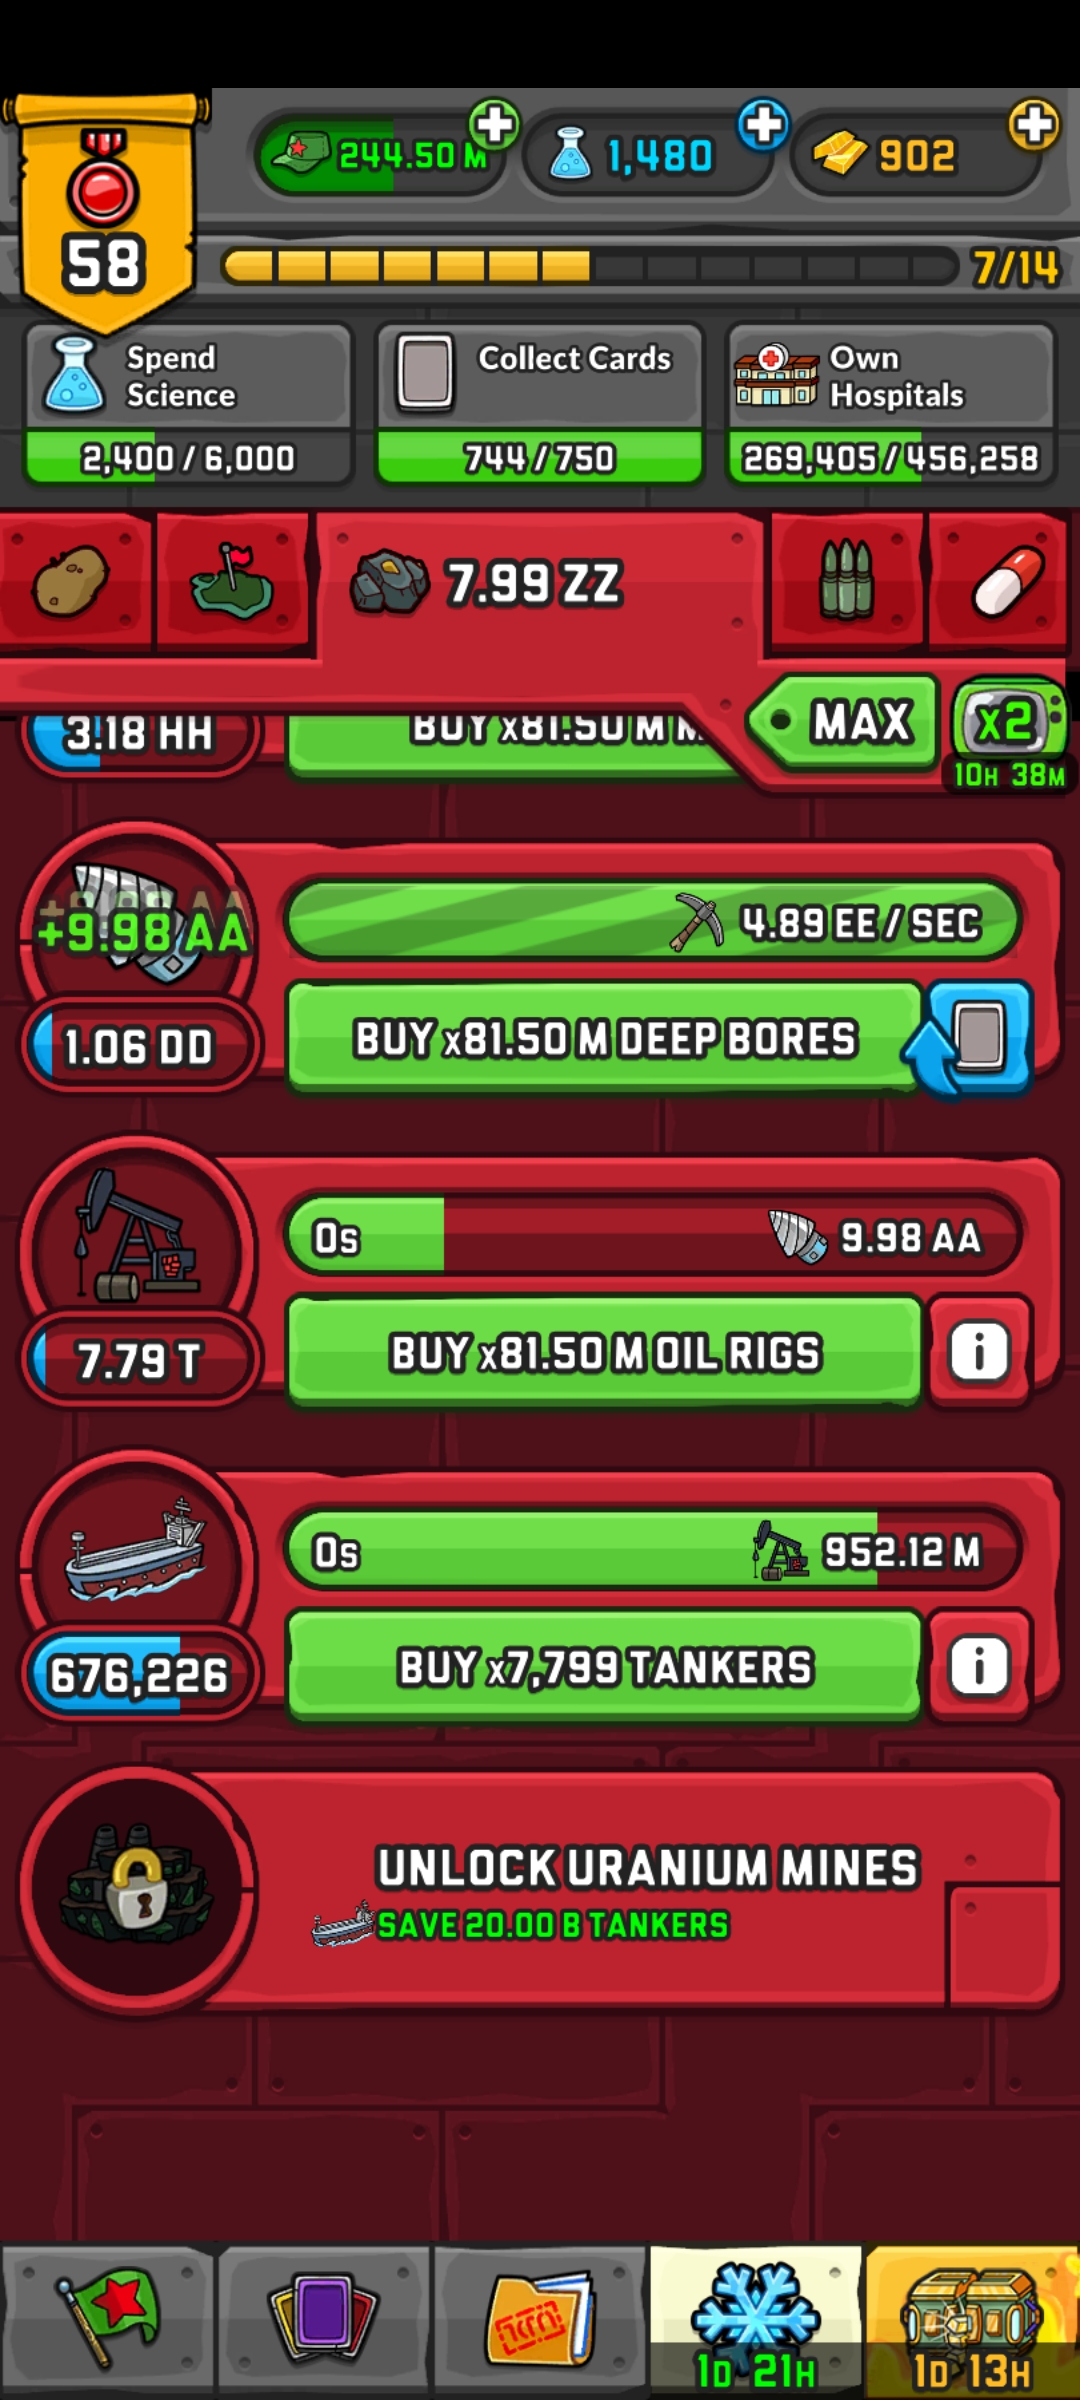 58
244.50 M
1,480
902
7/14
Spend
Science
2,400 / 6,000
Collect Cards
744 / 750
Own
Hospitals
269,405 / 456,258
7.99 ZZ
MAX
x2
10H 38M
3.18 HH
BUY x81.50 M M
+9.98 AA
4.89 EE / SEC
1.06 DD
BUY x81.50 M DEEP BORES
0s
9.98 AA
7.79 T
BUY x81.50 M OIL RIGS
0s
952.12 M
676,226
BUY x7,799 TANKERS
UNLOCK URANIUM MINES
SAVE 20.00 B TANKERS
1D 21H
1D 13H